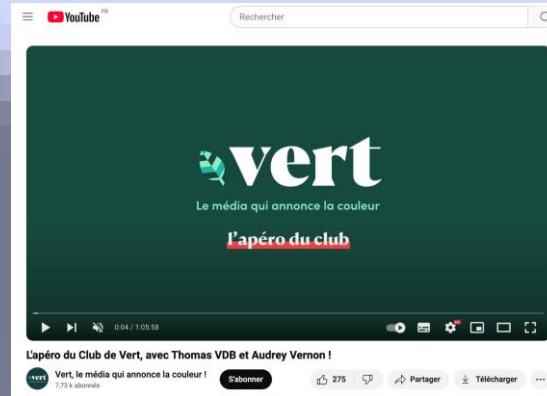 YouTube FR
Rechercher
vert
Le média qui annonce la couleur
l'apéro du club
0:04 / 1:05:58
L'apéro du Club de Vert, avec Thomas VDB et Audrey Vernon !
vert
Vert, le média qui annonce la couleur !
7,73 k abonnés
S'abonner
275
Partager
Télécharger